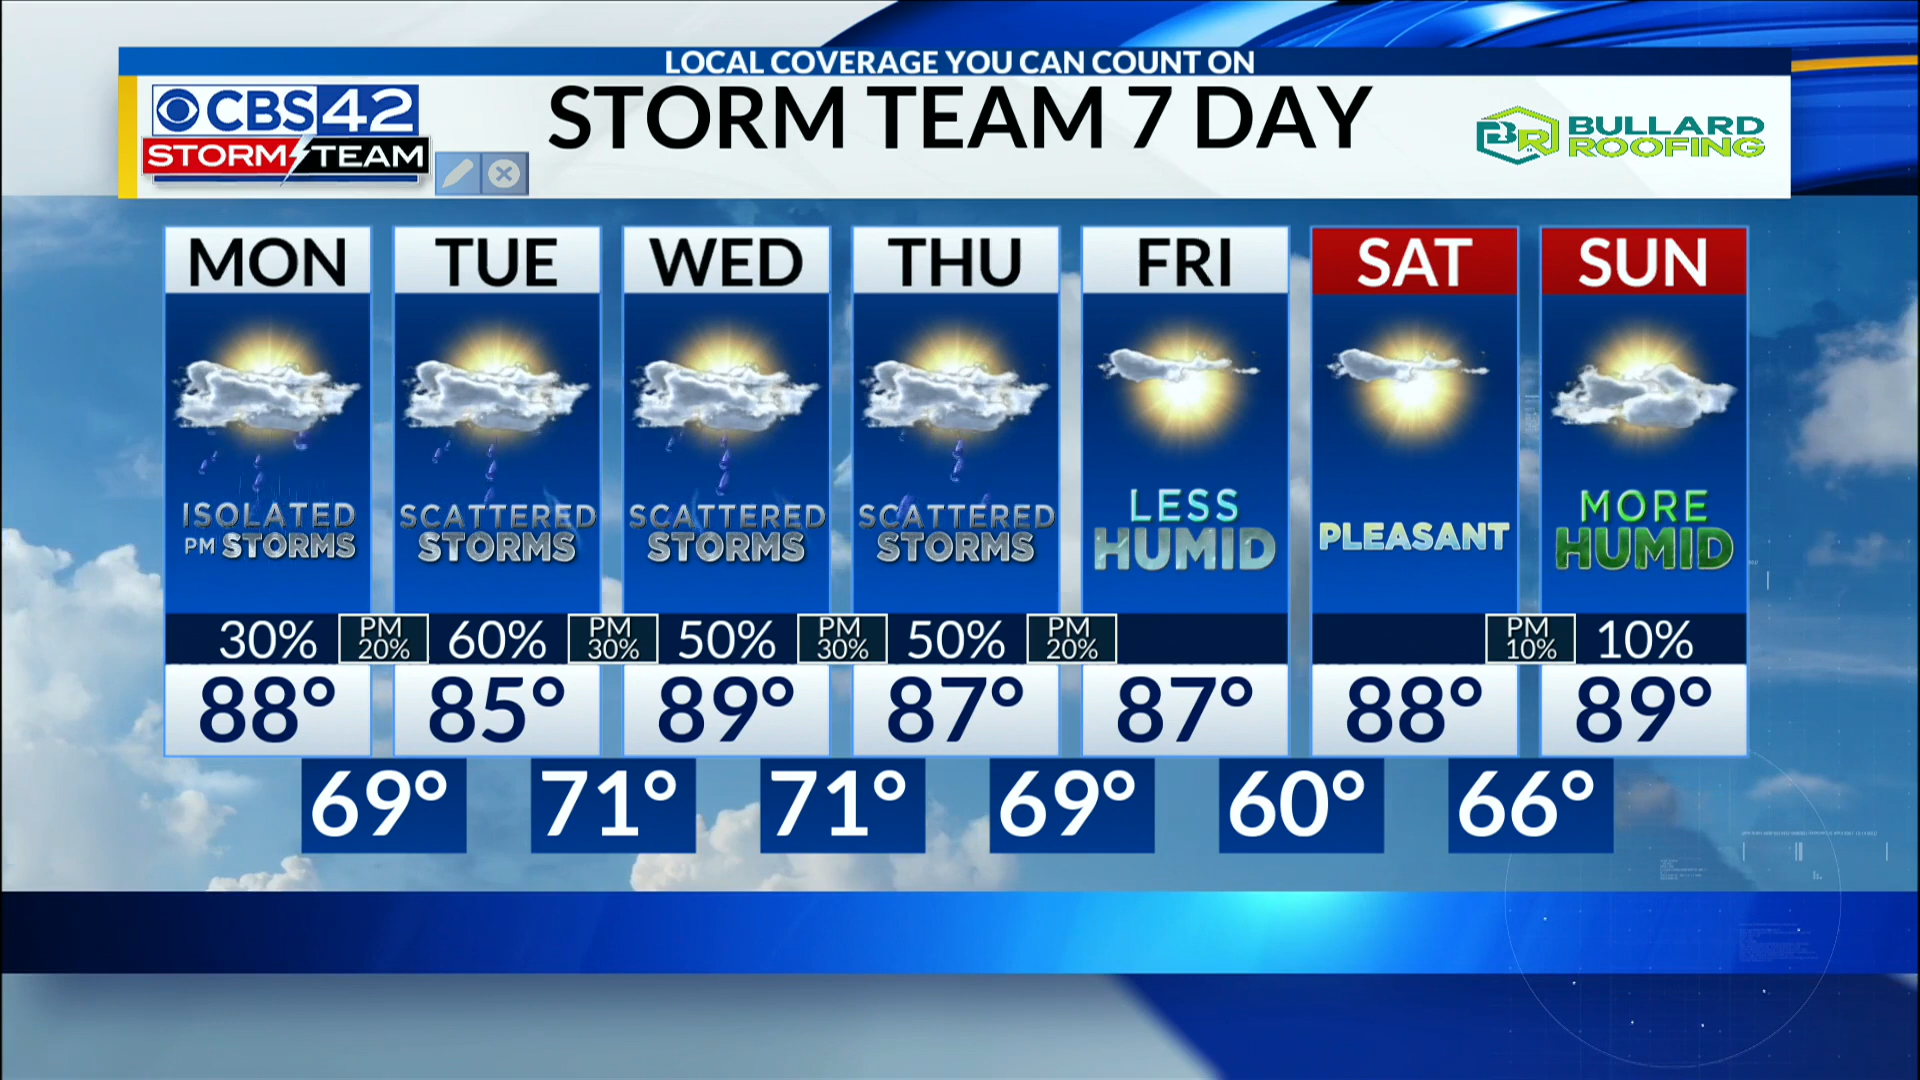 LOCAL COVERAGE YOU CAN COUNT ON
CBS 42
STORM TEAM
STORM TEAM 7 DAY
BR
BULLARD
ROOFING
MON TUE WED THU FRI SAT SUN
ISOLATED
PM STORMS
SCATTERED
STORMS
SCATTERED
STORMS
SCATTERED
STORMS
LESS
HUMID
PLEASANT
MORE
HUMID
30% PM 20% 60% PM 30% 50% PM 30% 50% PM 20% PM 10% 10%
88° 85° 89° 87° 87° 88° 89°
69° 71° 71° 69° 60° 66°